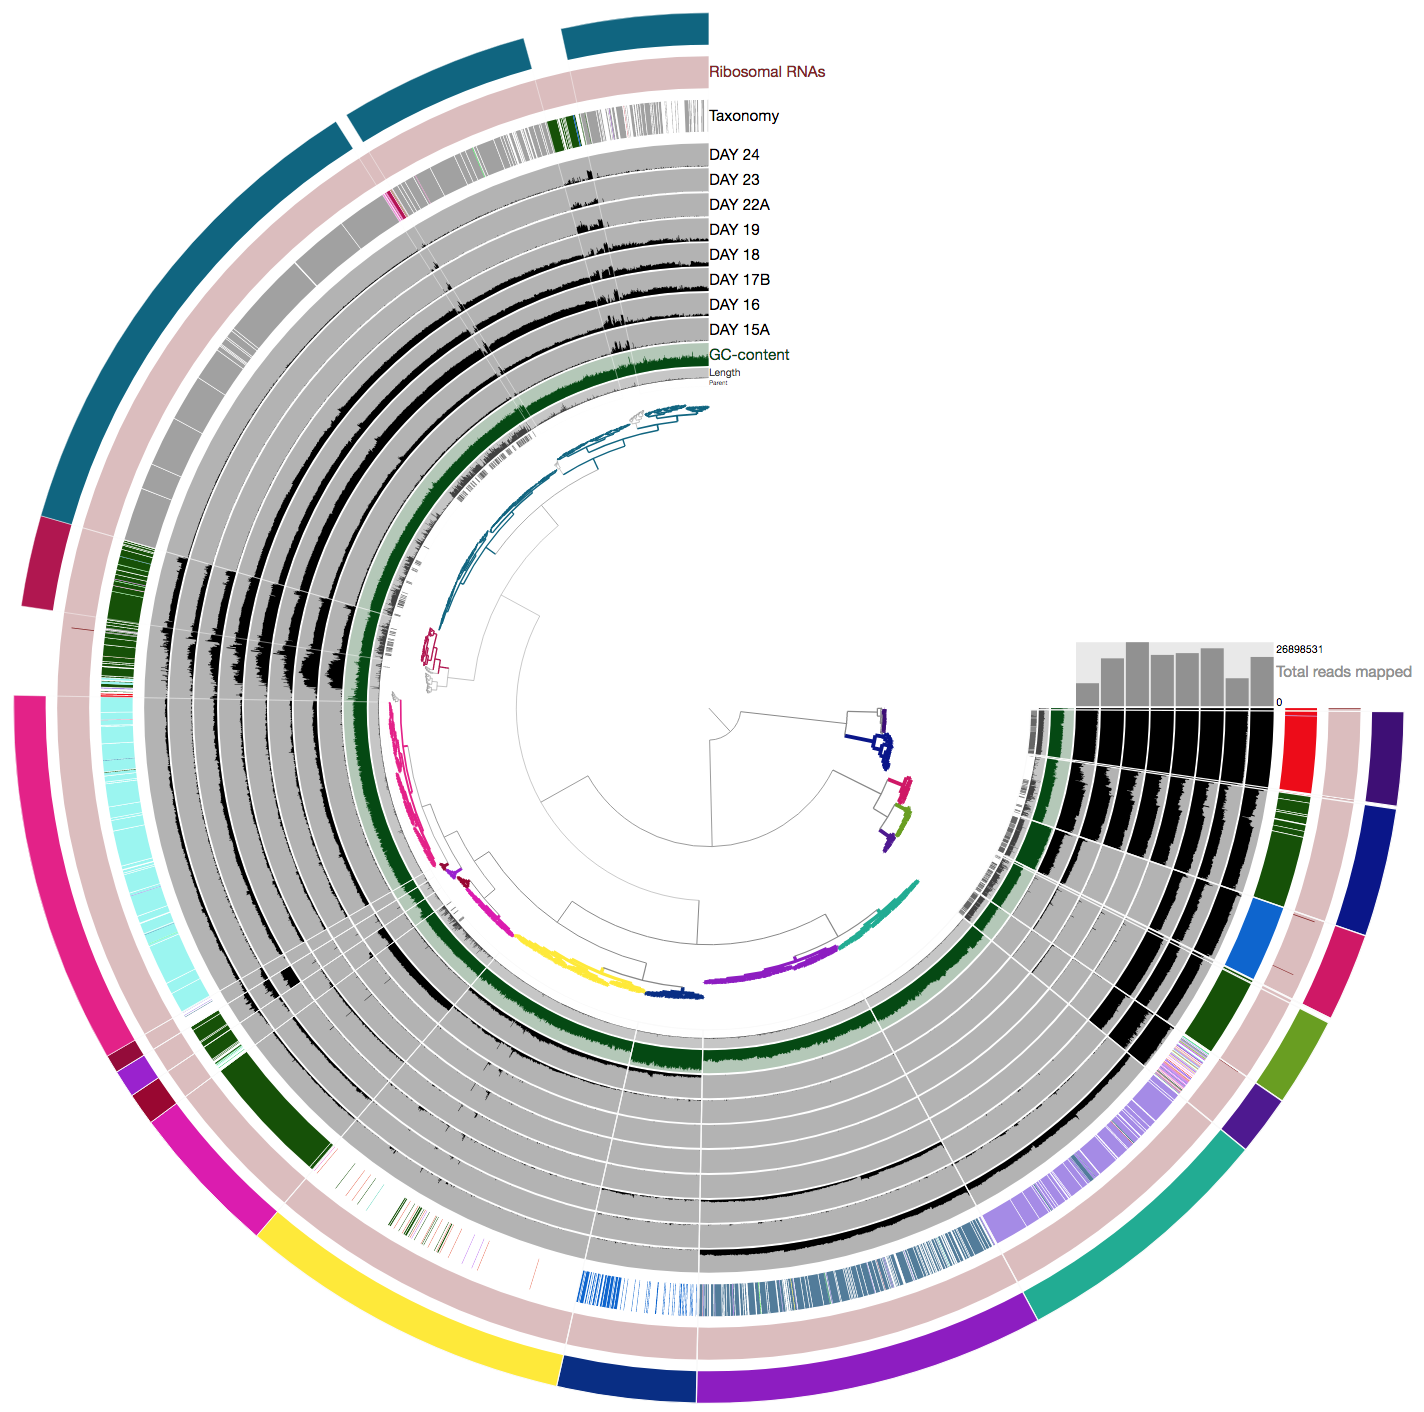 Ribosomal RNAs
Taxonomy
DAY 24
DAY 23
DAY 22A
DAY 19
DAY 18
DAY 17B
DAY 16
DAY 15A
GC-content
Length
Parent
26898531
Total reads mapped
0